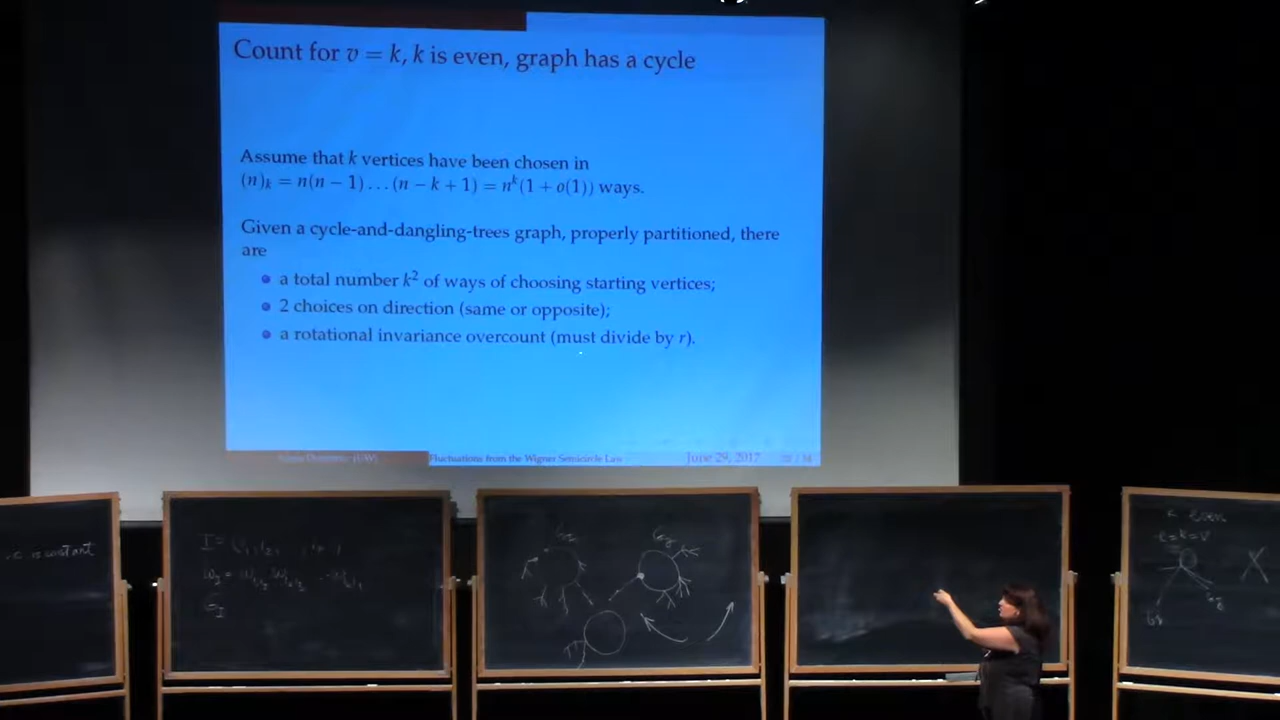 Count for v = k, k is even, graph has a cycle
Assume that k vertices have been chosen in
(n)ₖ = n(n − 1) … (n − k + 1) = nᵏ(1 + o(1)) ways.
Given a cycle-and-dangling-trees graph, properly partitioned, there
are
a total number k² of ways of choosing starting vertices;
2 choices on direction (same or opposite);
a rotational invariance overcount (must divide by r).
Fluctuations from the Wigner Semicircle Law
June 29, 2017
is constant
k even